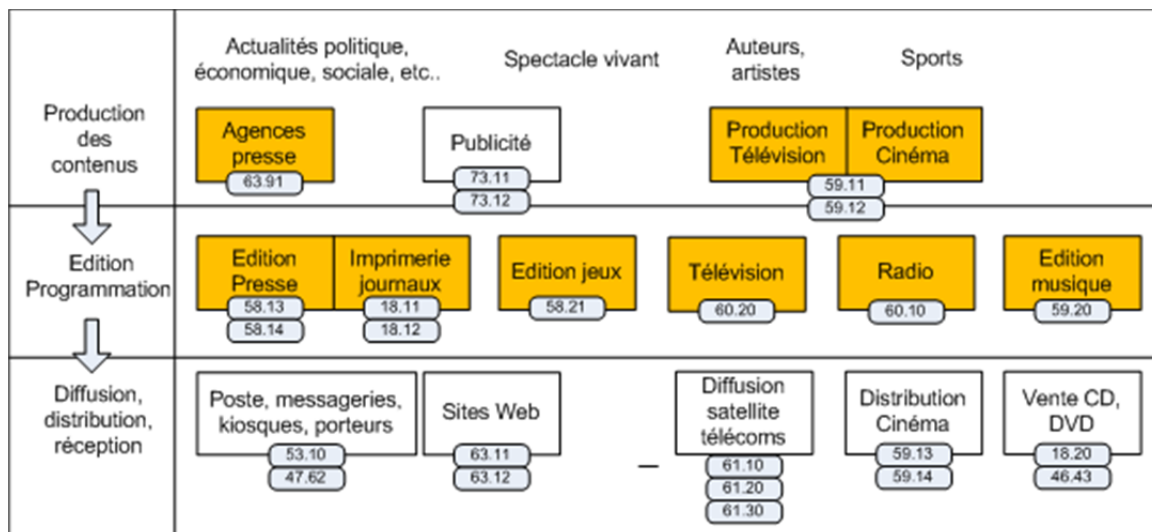 Actualités politique,
économique, sociale, etc..
Spectacle vivant
Auteurs,
artistes
Sports
Production
des
contenus
Agences
presse
63.91
Publicité
73.11
73.12
Production
Télévision
Production
Cinéma
59.11
59.12
Edition
Programmation
Edition
Presse
58.13
58.14
Imprimerie
journaux
18.11
18.12
Edition jeux
58.21
Télévision
60.20
Radio
60.10
Edition
musique
59.20
Diffusion,
distribution,
réception
Poste, messageries,
kiosques, porteurs
53.10
47.62
Sites Web
63.11
63.12
–
Diffusion
satellite
télécoms
61.10
61.20
61.30
Distribution
Cinéma
59.13
59.14
Vente CD,
DVD
18.20
46.43